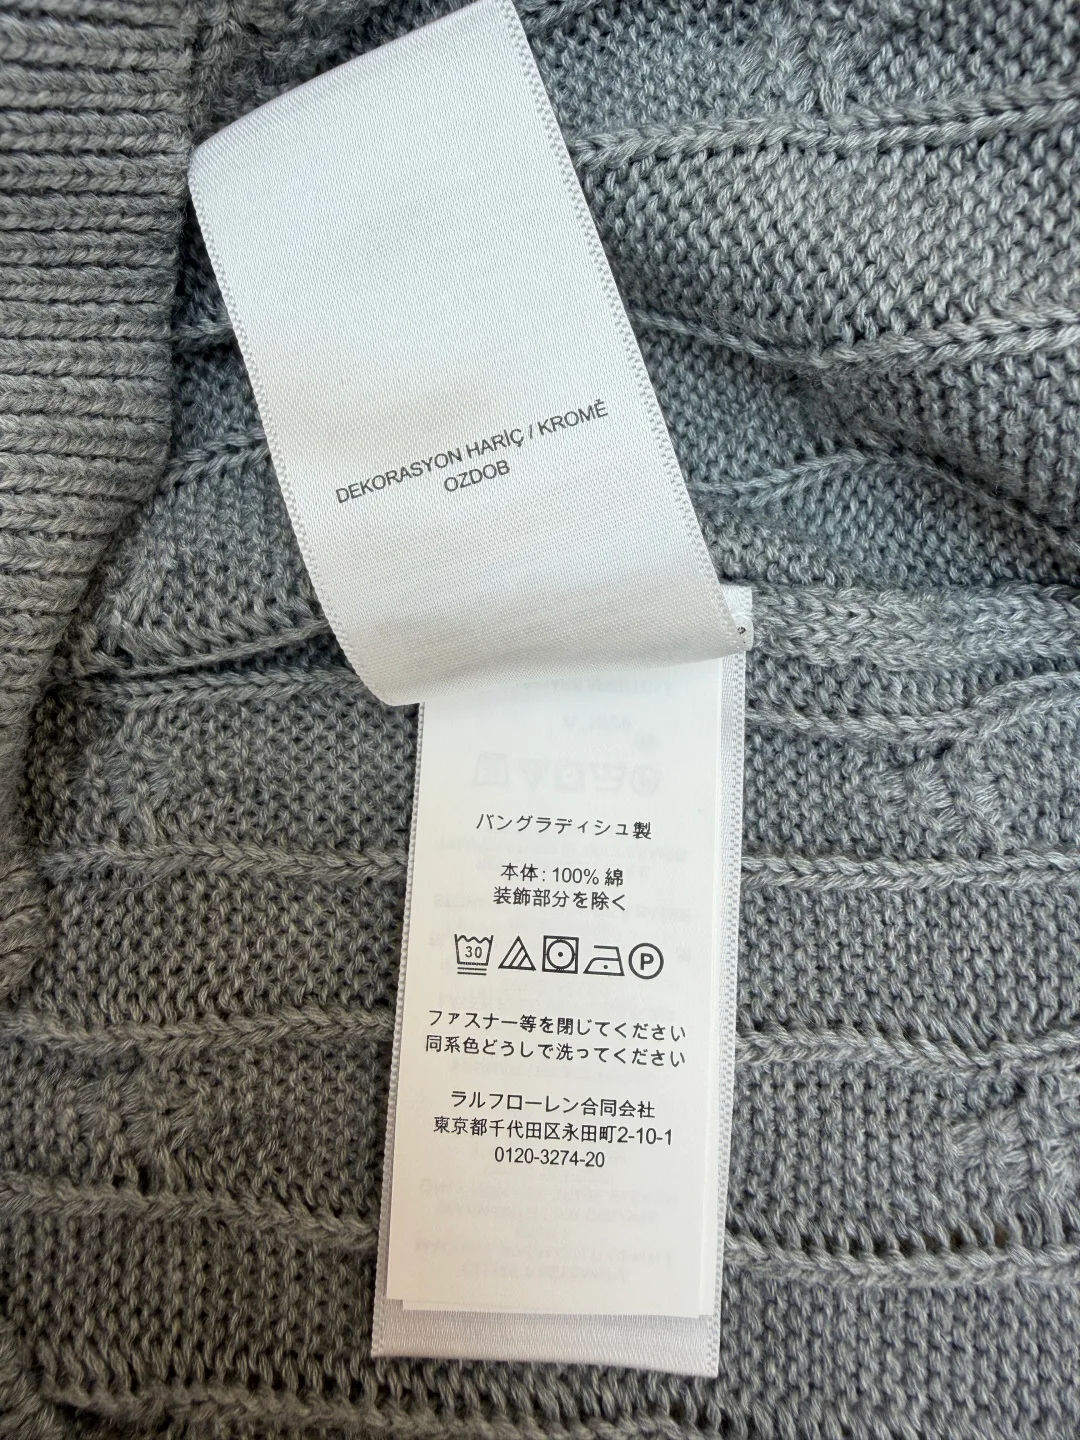 DEKORASYON HARİÇ / KROMĚ
OZDOB
バングラディシュ製
本体: 100% 綿
装飾部分を除く
30
P
ファスナー等を閉じてください
同系色どうしで洗ってください
ラルフローレン合同会社
東京都千代田区永田町2-10-1
0120-3274-20